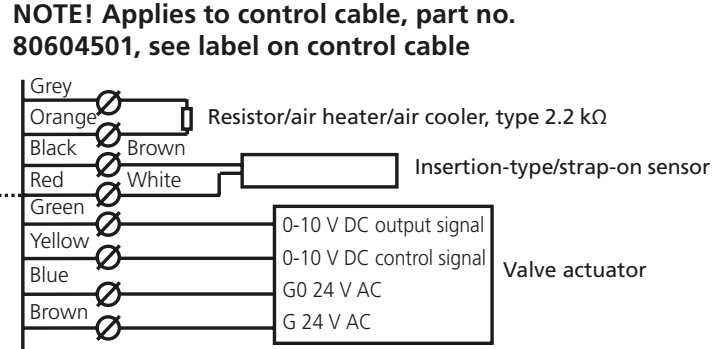 NOTE! Applies to control cable, part no.
80604501, see label on control cable
Grey
Orange
Resistor/air heater/air cooler, type 2.2 kΩ
Black
Brown
Insertion-type/strap-on sensor
Red
White
Green
0-10 V DC output signal
Yellow
0-10 V DC control signal
Valve actuator
Blue
G0 24 V AC
Brown
G 24 V AC